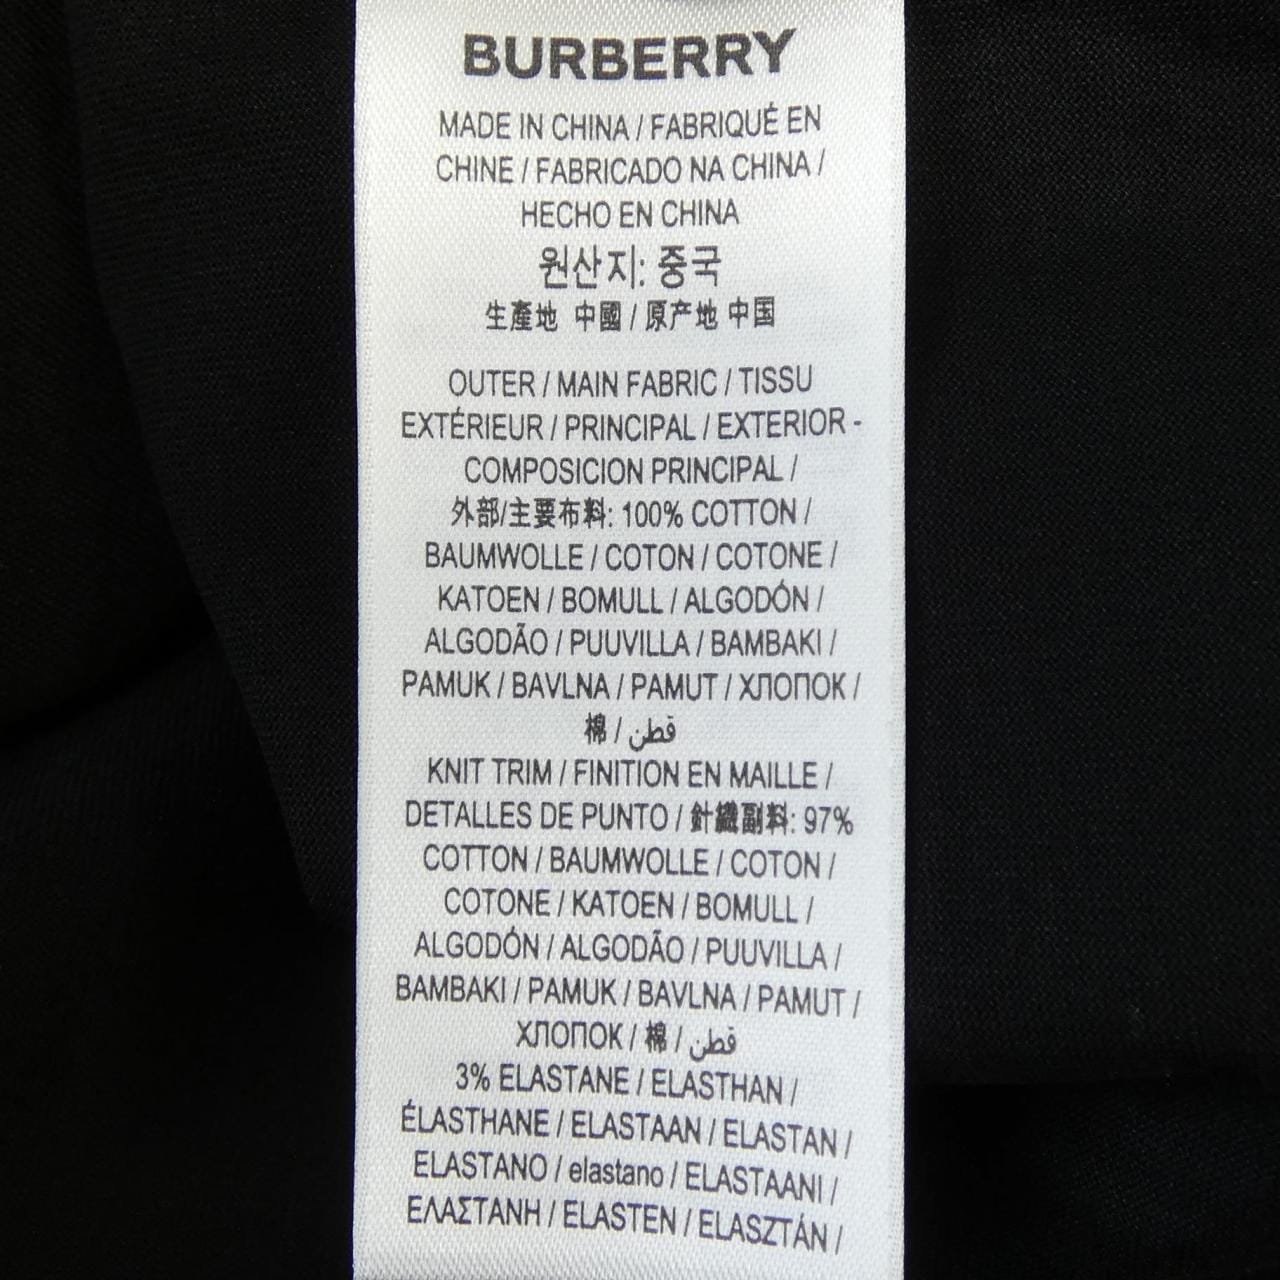 BURBERRY
MADE IN CHINA / FABRIQUÉ EN
CHINE / FABRICADO NA CHINA /
HECHO EN CHINA
원산지: 중국
生產地 中國 / 原产地 中国
OUTER / MAIN FABRIC / TISSU
EXTÉRIEUR / PRINCIPAL / EXTERIOR -
COMPOSICION PRINCIPAL /
外部/主要布料: 100% COTTON /
BAUMWOLLE / COTON / COTONE /
KATOEN / BOMULL / ALGODÓN /
ALGODÃO / PUUVILLA / BAMBAKI /
PAMUK / BAVLNA / PAMUT / ХЛОПОК /
棉 / قطن
KNIT TRIM / FINITION EN MAILLE /
DETALLES DE PUNTO / 針織副料: 97%
COTTON / BAUMWOLLE / COTON /
COTONE / KATOEN / BOMULL /
ALGODÓN / ALGODÃO / PUUVILLA /
BAMBAKI / PAMUK / BAVLNA / PAMUT /
ХЛОПОК / 棉 / قطن
3% ELASTANE / ELASTHAN /
ÉLASTHANE / ELASTAAN / ELASTAN /
ELASTANO / elastano / ELASTAANI /
ΕΛΑΣΤΑΝΗ / ELASTEN / ELASZTÁN /